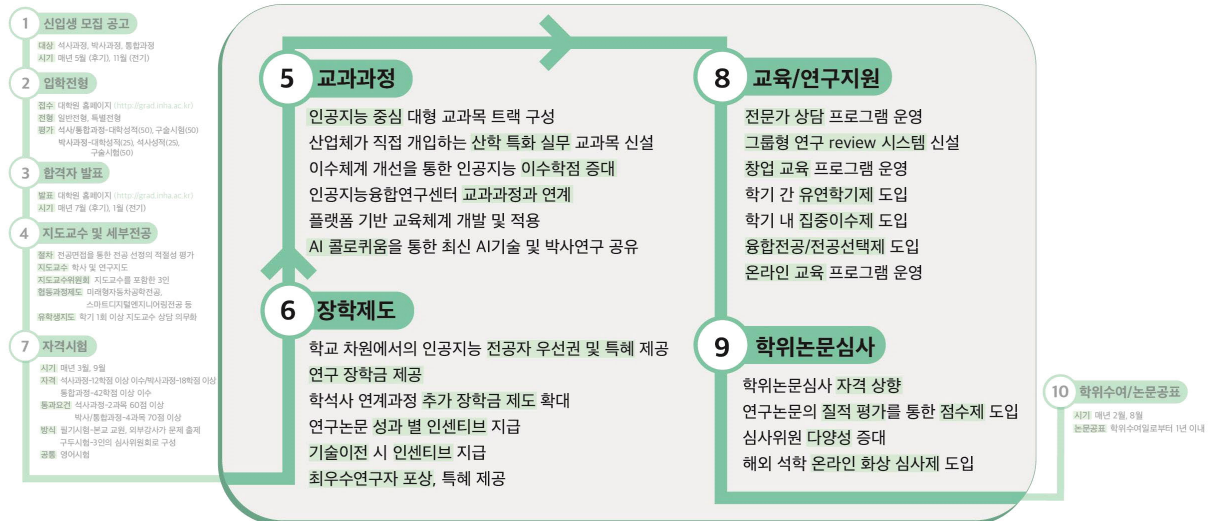 1 신입생 모집 공고
대상 석사과정, 박사과정, 통합과정
시기 매년 5월 (후기), 11월 (전기)
2 입학전형
접수 대학원 홈페이지 (http://grad.inha.ac.kr)
전형 일반전형, 특별전형
평가 석사/통합과정-대학성적(50), 구술시험(50)
박사과정-대학성적(25), 석사성적(25),
구술시험(50)
3 합격자 발표
발표 대학원 홈페이지 (http://grad.inha.ac.kr)
시기 매년 7월 (후기), 1월 (전기)
4 지도교수 및 세부전공
절차 전공면접을 통한 전공 선정의 적절성 평가
지도교수 학사 및 연구지도
지도교수위원회 지도교수를 포함한 3인
협동과정제도 미래형자동차공학전공,
스마트디지털엔지니어링전공 등
유학생지도 학기 1회 이상 지도교수 상담 의무화
7 자격시험
시기 매년 3월, 9월
자격 석사과정-12학점 이상 이수/박사과정-18학점 이상
통합과정-42학점 이상 이수
통과요건 석사과정-2과목 60점 이상
박사/통합과정-4과목 70점 이상
방식 필기시험-본교 교원, 외부강사가 문제 출제
구두시험-3인의 심사위원회로 구성
공통 영어시험
5 교과과정
인공지능 중심 대형 교과목 트랙 구성
산업체가 직접 개입하는 산학 특화 실무 교과목 신설
이수체계 개선을 통한 인공지능 이수학점 증대
인공지능융합연구센터 교과과정과 연계
플랫폼 기반 교육체계 개발 및 적용
AI 콜로퀴움을 통한 최신 AI기술 및 박사연구 공유
6 장학제도
학교 차원에서의 인공지능 전공자 우선권 및 특혜 제공
연구 장학금 제공
학석사 연계과정 추가 장학금 제도 확대
연구논문 성과 별 인센티브 지급
기술이전 시 인센티브 지급
최우수연구자 포상, 특혜 제공
8 교육/연구지원
전문가 상담 프로그램 운영
그룹형 연구 review 시스템 신설
창업 교육 프로그램 운영
학기 간 유연학기제 도입
학기 내 집중이수제 도입
융합전공/전공선택제 도입
온라인 교육 프로그램 운영
9 학위논문심사
학위논문심사 자격 상향
연구논문의 질적 평가를 통한 점수제 도입
심사위원 다양성 증대
해외 석학 온라인 화상 심사제 도입
10 학위수여/논문공표
시기 매년 2월, 8월
논문공표 학위수여일로부터 1년 이내